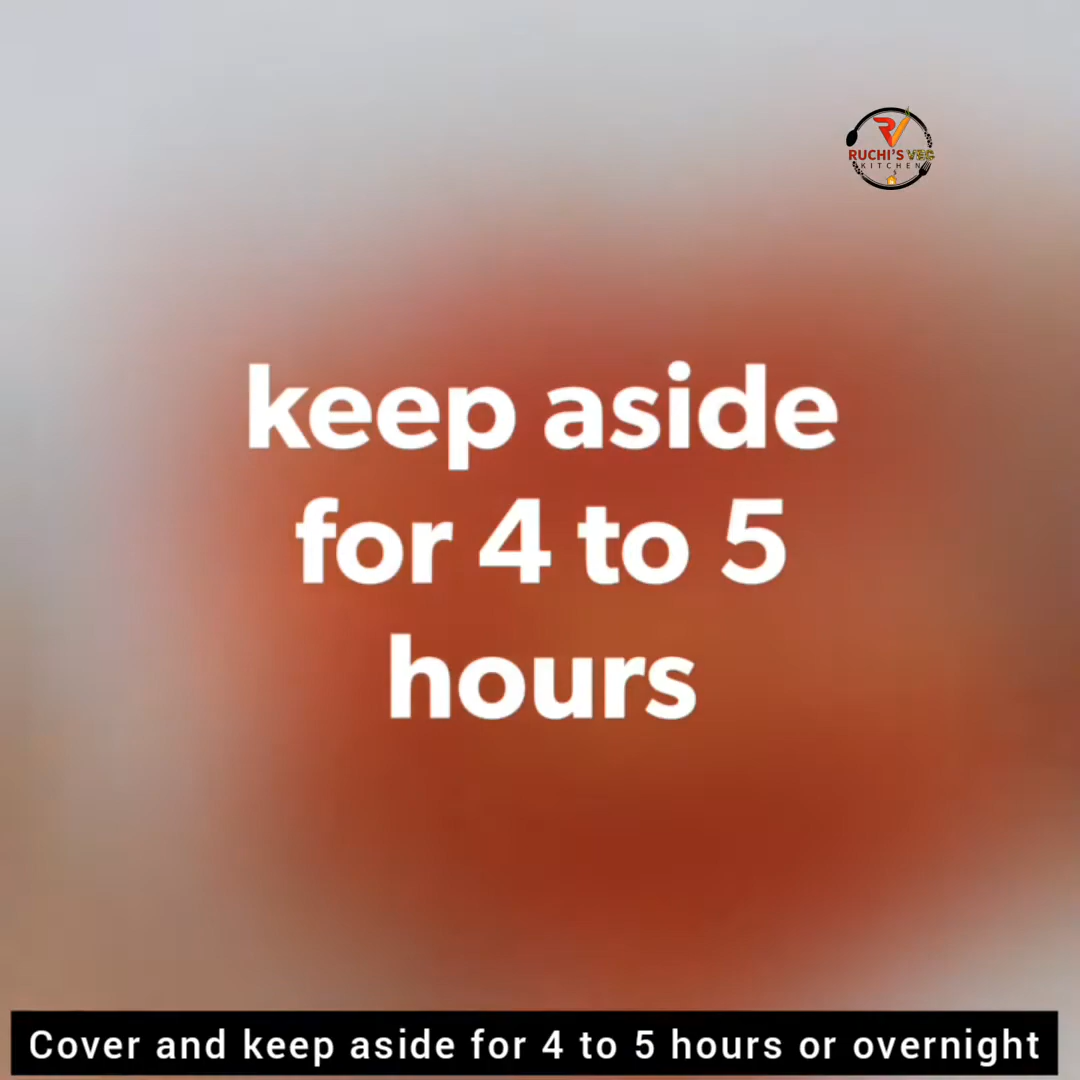 RV
RUCHI'S VEG
KITCHEN
keep aside
for 4 to 5
hours
Cover and keep aside for 4 to 5 hours or overnight